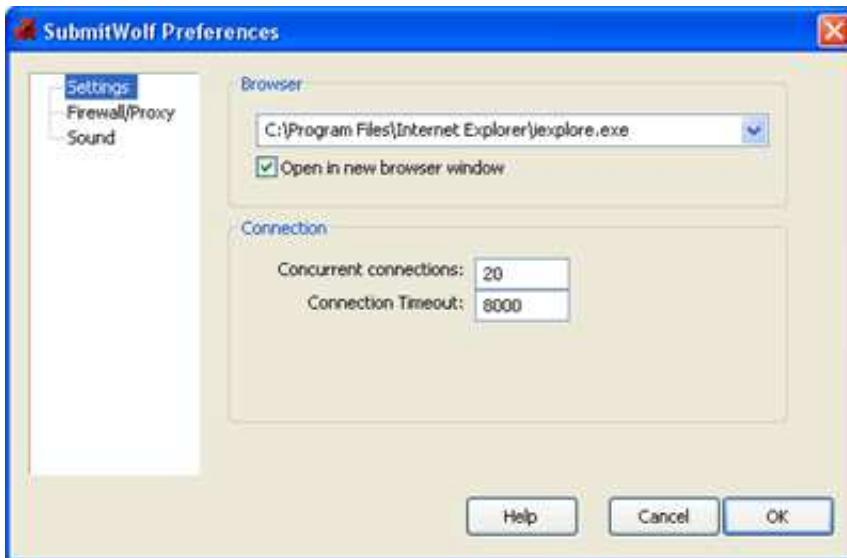 SubmitWolf Preferences
Settings
Firewall/Proxy
Sound
Browser
C:\Program Files\Internet Explorer\iexplore.exe
Open in new browser window
Connection
Concurrent connections: 20
Connection Timeout: 8000
Help Cancel OK